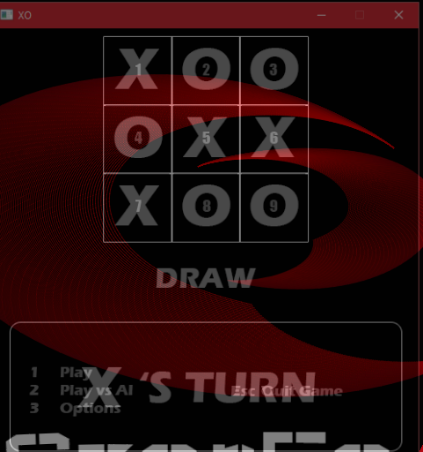 XO
X O O
1 2 3
O X X
4 5 6
X O O
7 8 9
DRAW
1 Play
2 Play vs AI
3 Options
Esc Quit Game
X 'S TURN